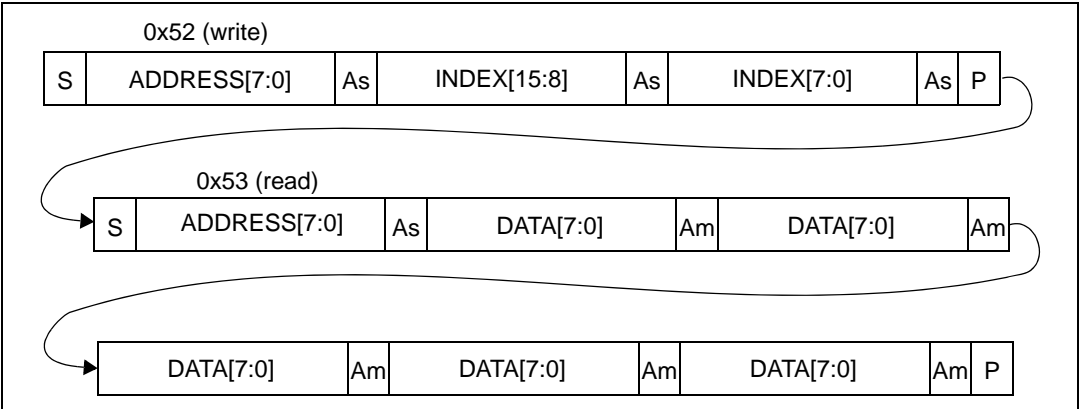 0x52 (write)
S ADDRESS[7:0] As INDEX[15:8] As INDEX[7:0] As P
0x53 (read)
S ADDRESS[7:0] As DATA[7:0] Am DATA[7:0] Am
DATA[7:0] Am DATA[7:0] Am DATA[7:0] Am P